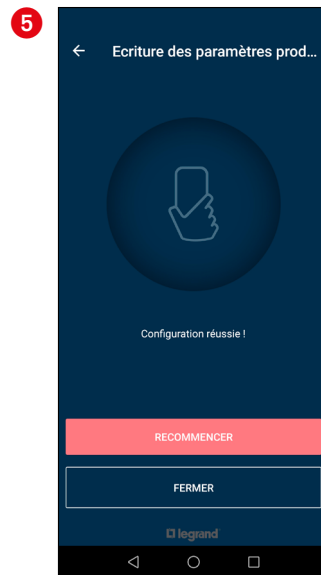 5
Ecriture des paramètres prod...
Configuration réussie !
RECOMMENCER
FERMER
legrand